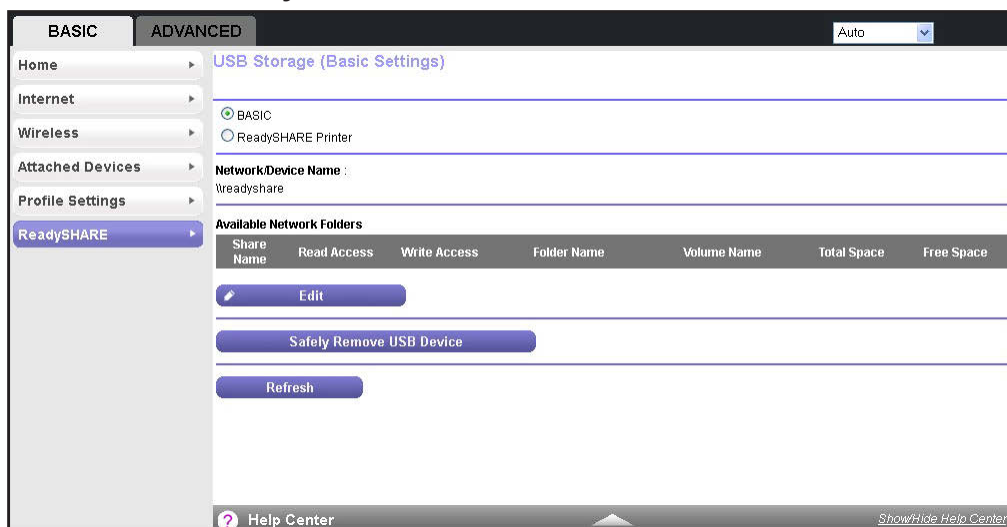 BASIC ADVANCED Auto
Home
Internet
Wireless
Attached Devices
Profile Settings
ReadySHARE
USB Storage (Basic Settings)
BASIC
ReadySHARE Printer
Network/Device Name :
\\readyshare
Available Network Folders
Share Name Read Access Write Access Folder Name Volume Name Total Space Free Space
Edit
Safely Remove USB Device
Refresh
? Help Center Show/Hide Help Center